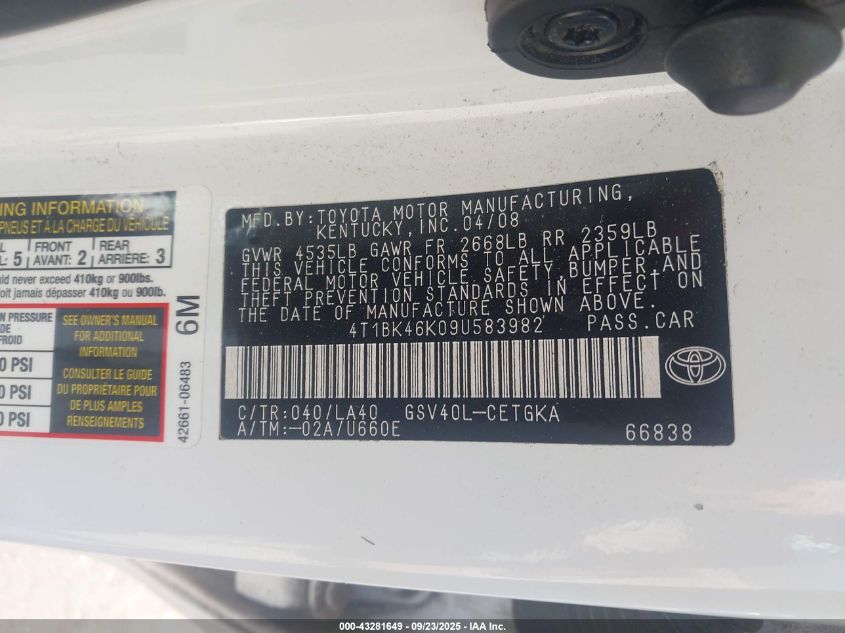 ING INFORMATION
PNEUS ET À LA CHARGE DU VÉHICULE
L
L: 5
FRONT
AVANT: 2
REAR
ARRIÈRE: 3
uld never exceed 410kg or 900lbs.
oit jamais dépasser 410kg ou 900lb.
N PRESSURE
DE
FROID
0 PSI
0 PSI
0 PSI
SEE OWNER'S MANUAL
FOR ADDITIONAL
INFORMATION
CONSULTER LE GUIDE
DU PROPRIÉTAIRE POUR
DE PLUS AMPLES
RENSEIGNEMENTS
6M
42661-06483
MFD.BY:TOYOTA MOTOR MANUFACTURING,
KENTUCKY, INC.04/08
GVWR 4535LB GAWR FR 2668LB RR 2359LB
THIS VEHICLE CONFORMS TO ALL APPLICABLE
FEDERAL MOTOR VEHICLE SAFETY,BUMPER,AND
THEFT PREVENTION STANDARDS IN EFFECT ON
THE DATE OF MANUFACTURE SHOWN ABOVE.
4T1BK46K09U583982 PASS.CAR
TOYOTA
C/TR:040/LA40 GSV40L-CETGKA
A/TM:-02A/U660E 66838
000-43281649 - 09/23/2025 - IAA Inc.